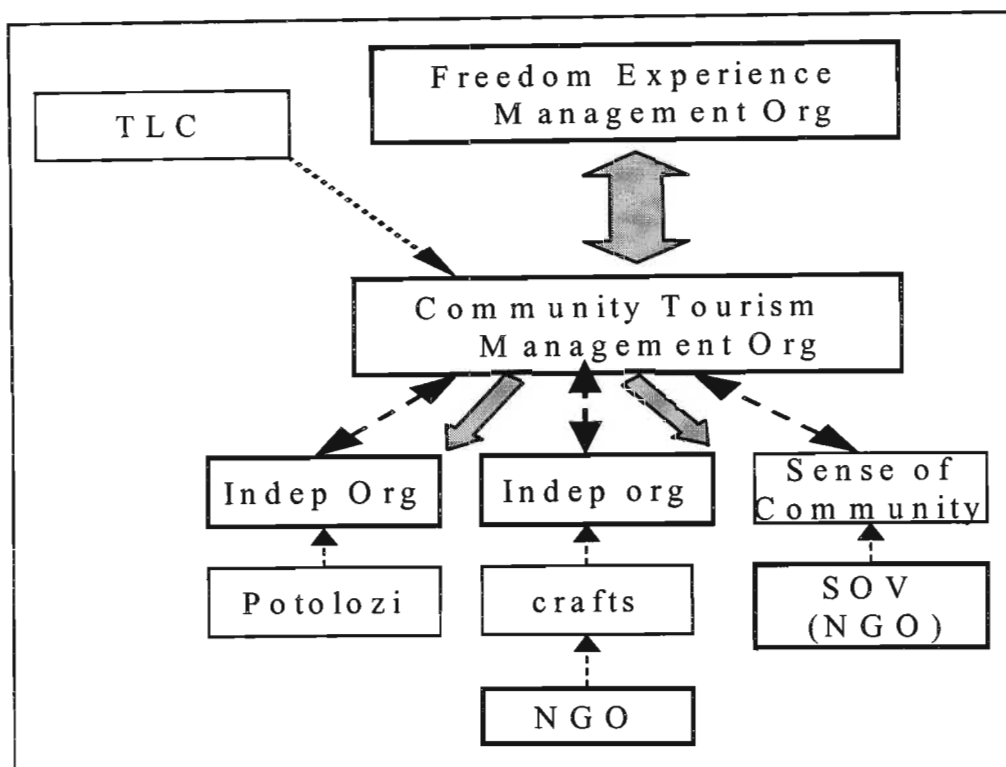 Freedom Experience
Management Org
TLC
Community Tourism
Management Org
Indep Org
Indep org
Sense of
Community
Potolozi
crafts
SOV
(NGO)
NGO